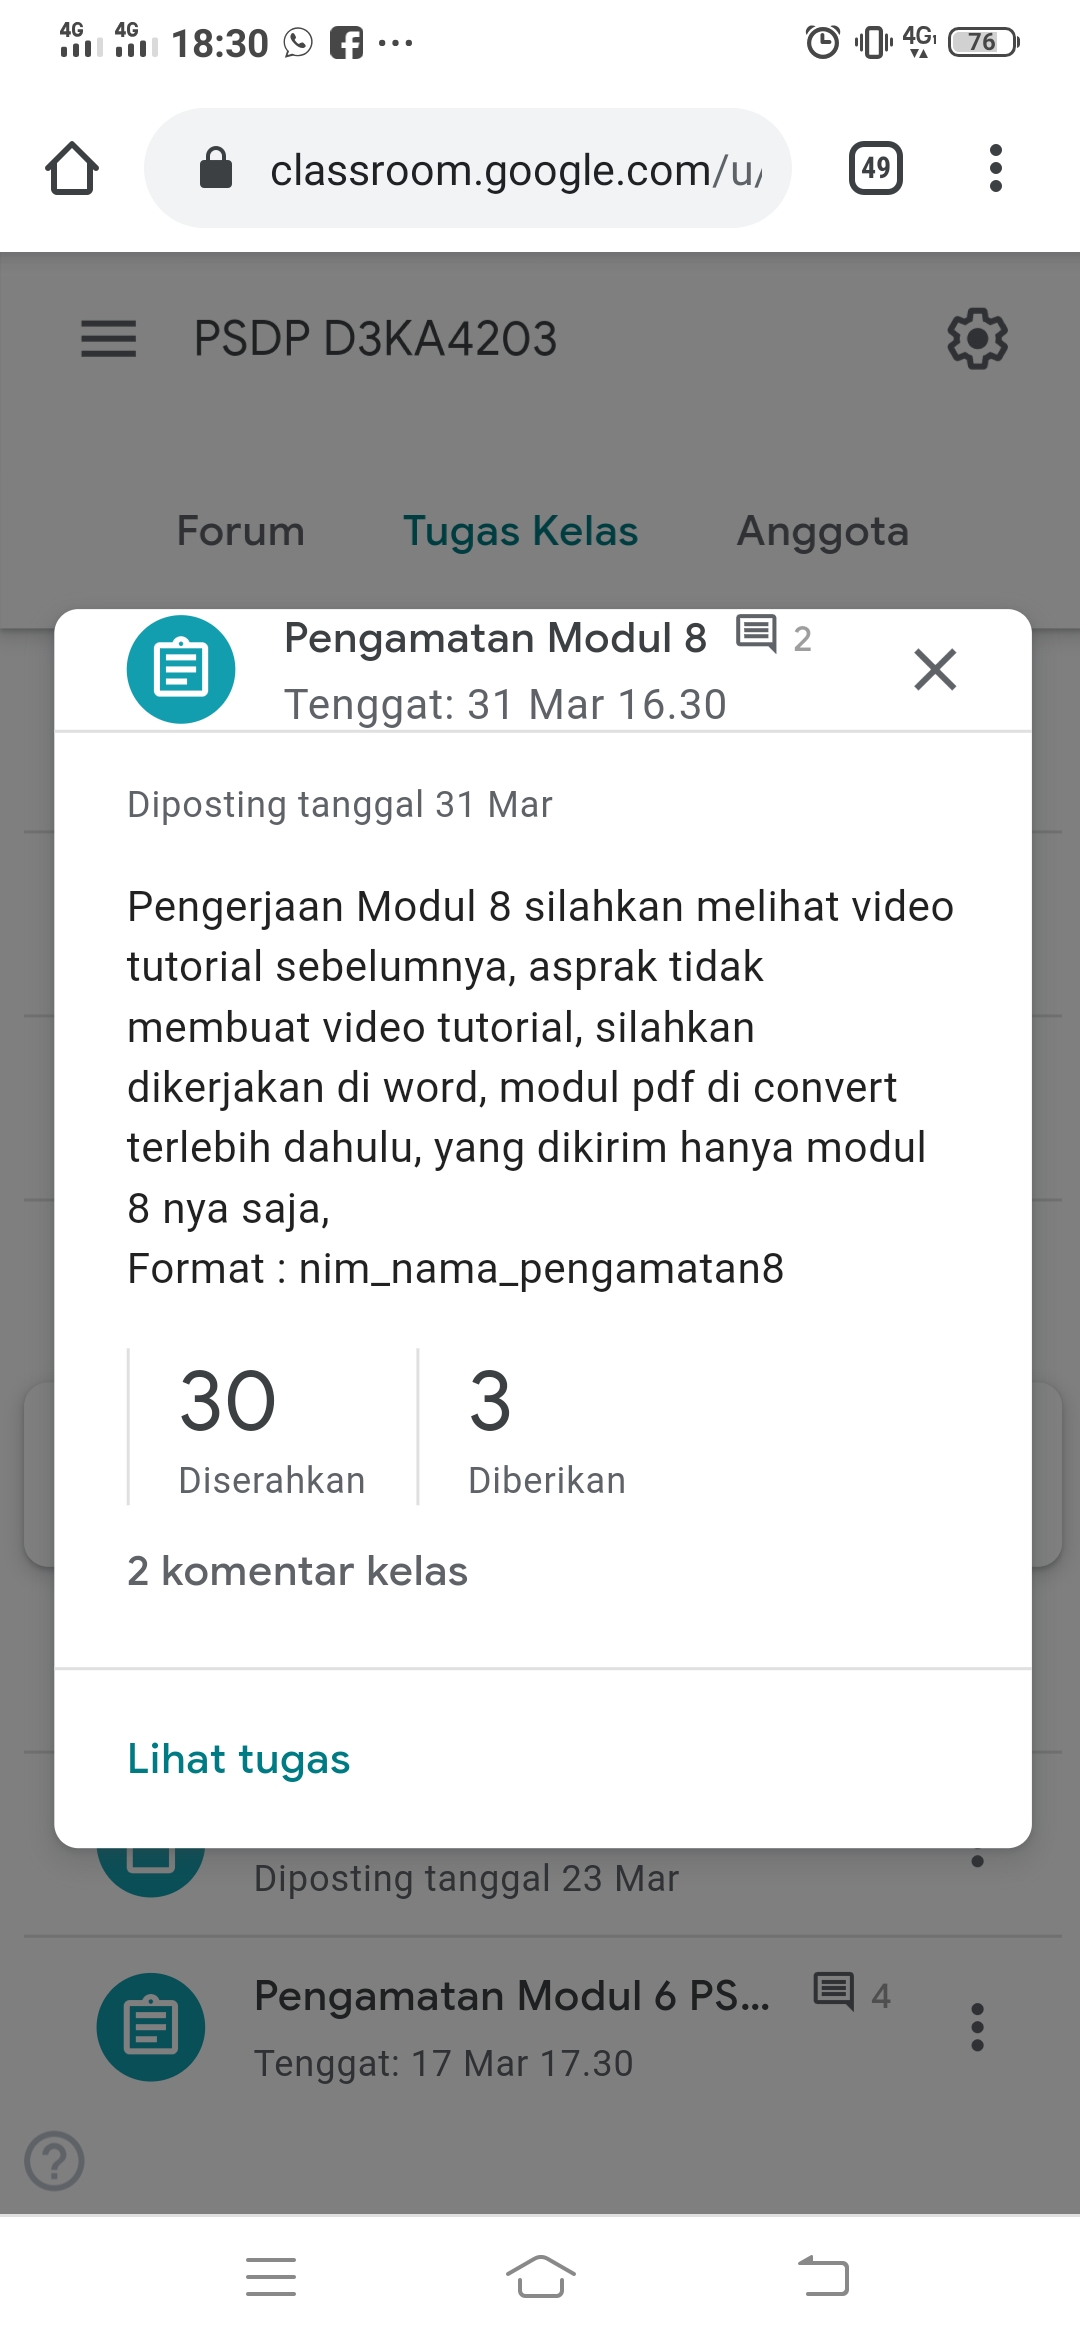 4G 4G 18:30 4G1 76
classroom.google.com/u/ 49
PSDP D3KA4203
Forum Tugas Kelas Anggota
Pengamatan Modul 8 2
Tenggat: 31 Mar 16.30
Diposting tanggal 31 Mar
Pengerjaan Modul 8 silahkan melihat video
tutorial sebelumnya, asprak tidak
membuat video tutorial, silahkan
dikerjakan di word, modul pdf di convert
terlebih dahulu, yang dikirim hanya modul
8 nya saja,
Format : nim_nama_pengamatan8
30 3
Diserahkan Diberikan
2 komentar kelas
Lihat tugas
Diposting tanggal 23 Mar
Pengamatan Modul 6 PS... 4
Tenggat: 17 Mar 17.30